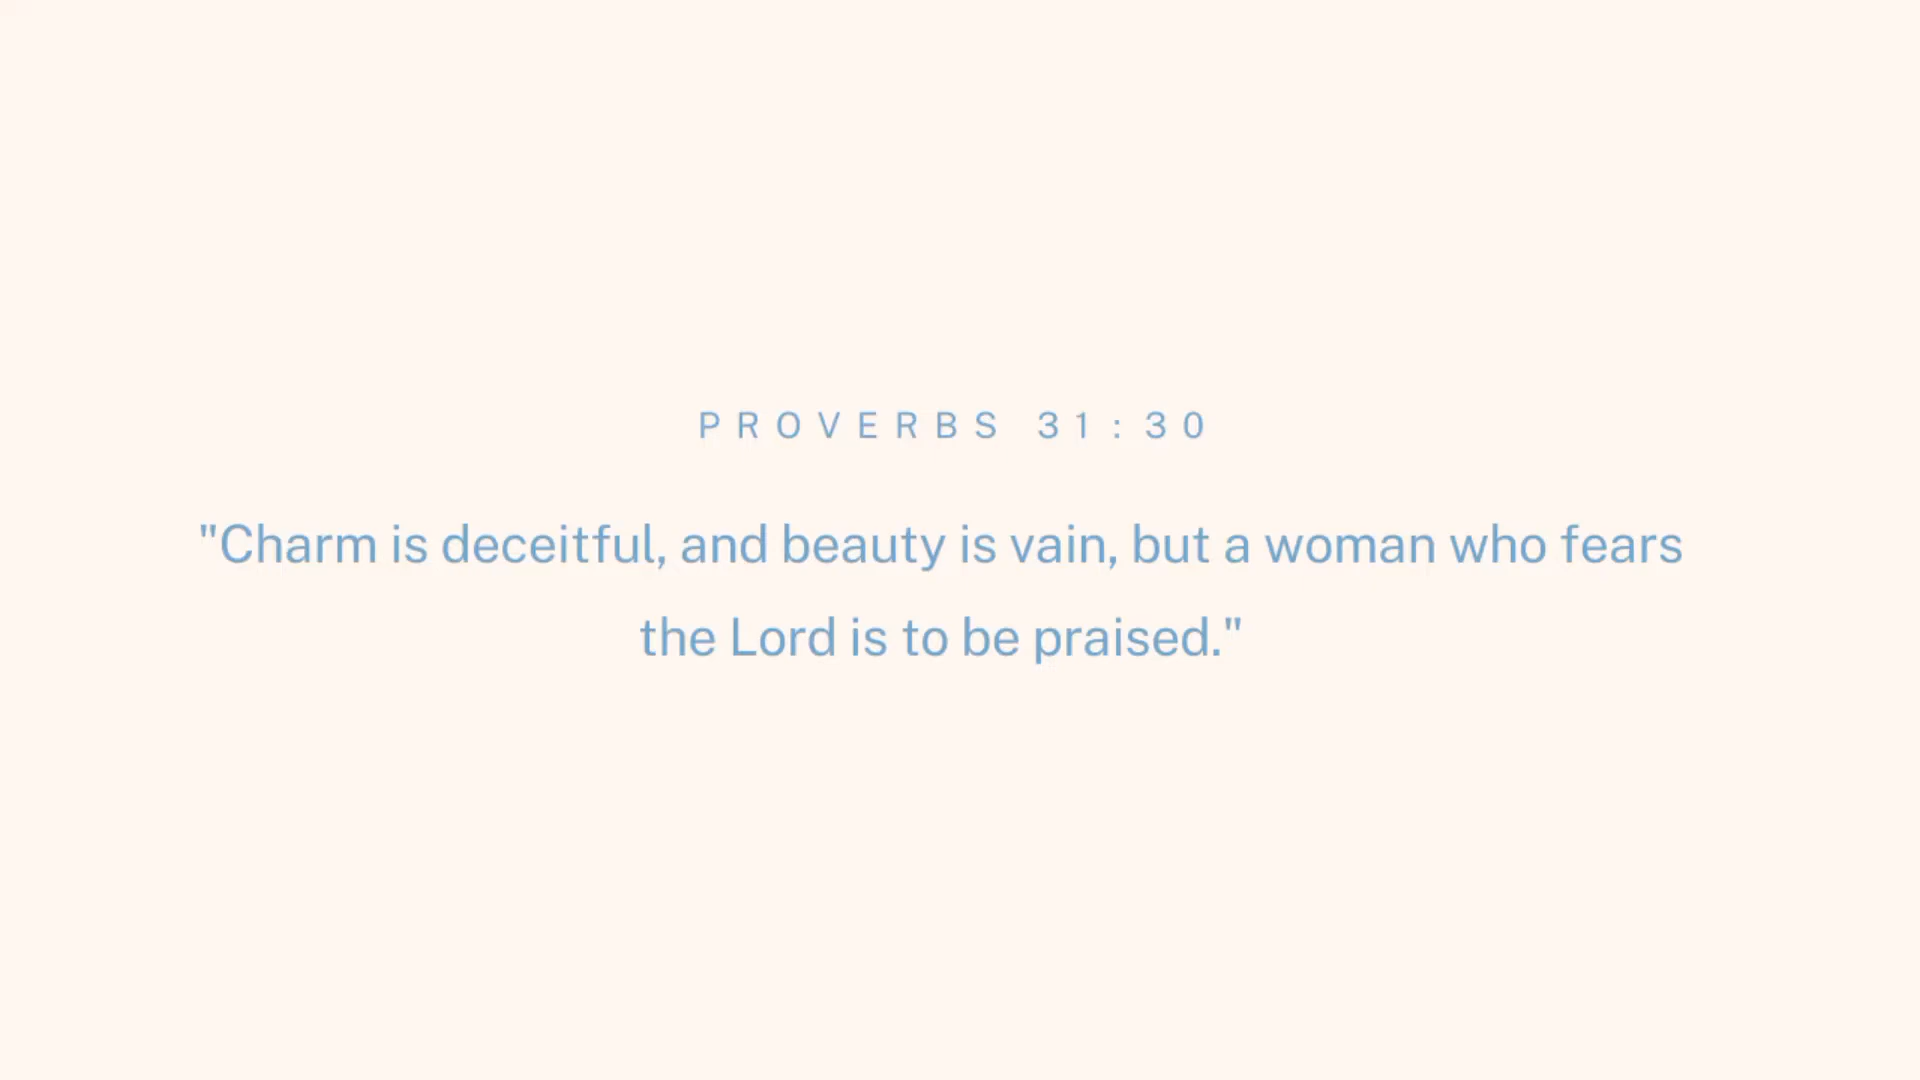 PROVERBS 31:30
"Charm is deceitful, and beauty is vain, but a woman who fears
the Lord is to be praised."